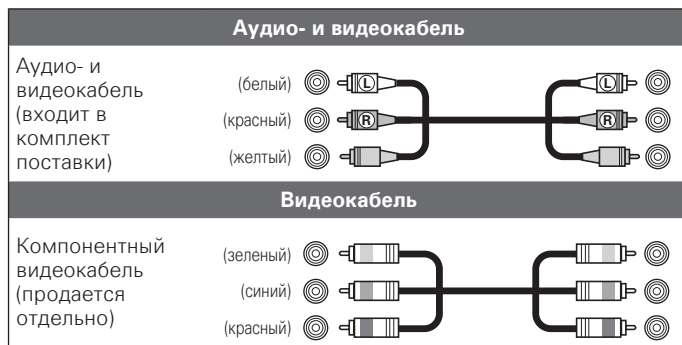 Аудио- и видеокабель
Аудио- и
видеокабель
(входит в
комплект
поставки)
(белый)
L
L
(красный)
R
R
(желтый)
Видеокабель
Компонентный
видеокабель
(продается
отдельно)
(зеленый)
(синий)
(красный)